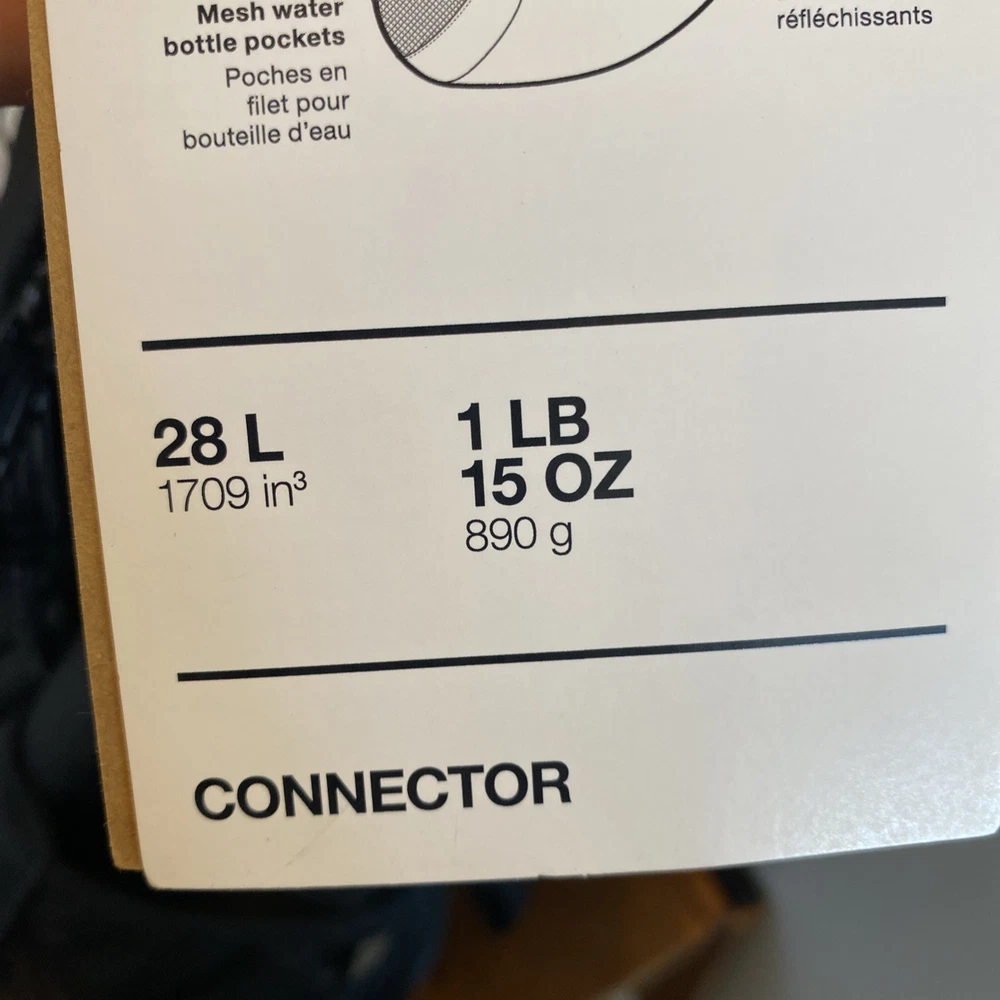 Mesh water
bottle pockets
Poches en
filet pour
bouteille d'eau
réfléchissants
28 L
1709 in³
1 LB
15 OZ
890 g
CONNECTOR